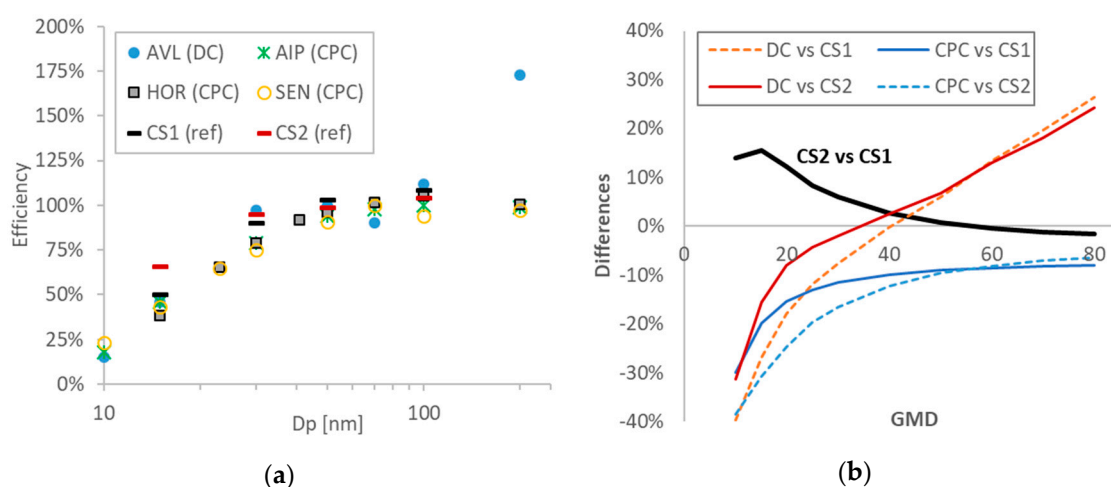 200%
175%
150%
125%
100%
75%
50%
25%
0%
Efficiency
AVL (DC)
AIP (CPC)
HOR (CPC)
SEN (CPC)
CS1 (ref)
CS2 (ref)
10
100
Dp [nm]
(a)
40%
30%
20%
10%
0%
-10%
-20%
-30%
-40%
Differences
DC vs CS1
CPC vs CS1
DC vs CS2
CPC vs CS2
CS2 vs CS1
0
20
40
60
80
GMD
(b)